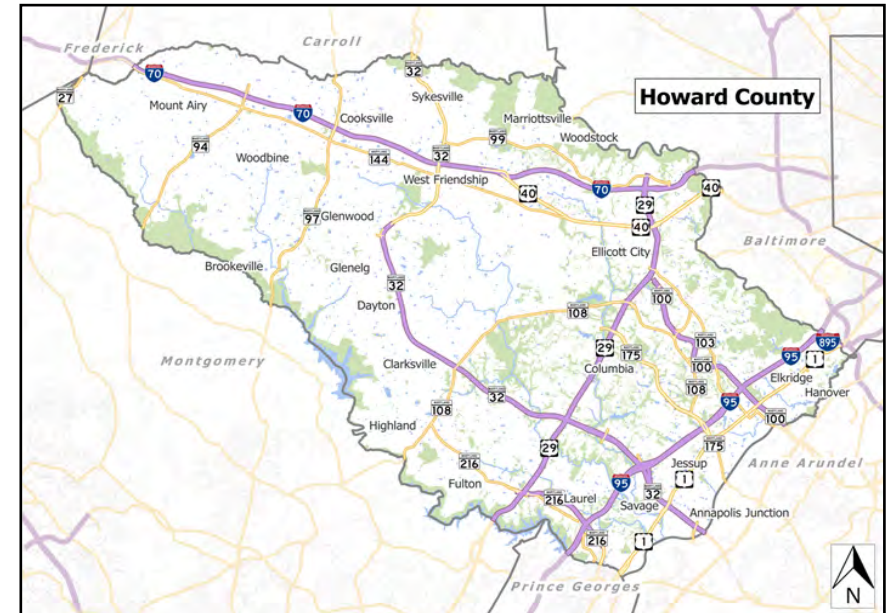 Frederick
Carroll
70
32
27
Mount Airy
70
Sykesville
Howard County
Cooksville
Marriottsville
94
99
Woodstock
Woodbine
144
32
West Friendship
70
40
40
29
97
Glenwood
40
Baltimore
Ellicott City
Brookeville
Glenelg
32
100
Dayton
108
103
895
29
175
95
1
Montgomery
Clarksville
Columbia
100
Elkridge
108
32
95
Hanover
108
100
Highland
29
175
216
Jessup
Anne Arundel
Fulton
95
1
216
Laurel
32
Savage
Annapolis Junction
216
1
Prince Georges
N